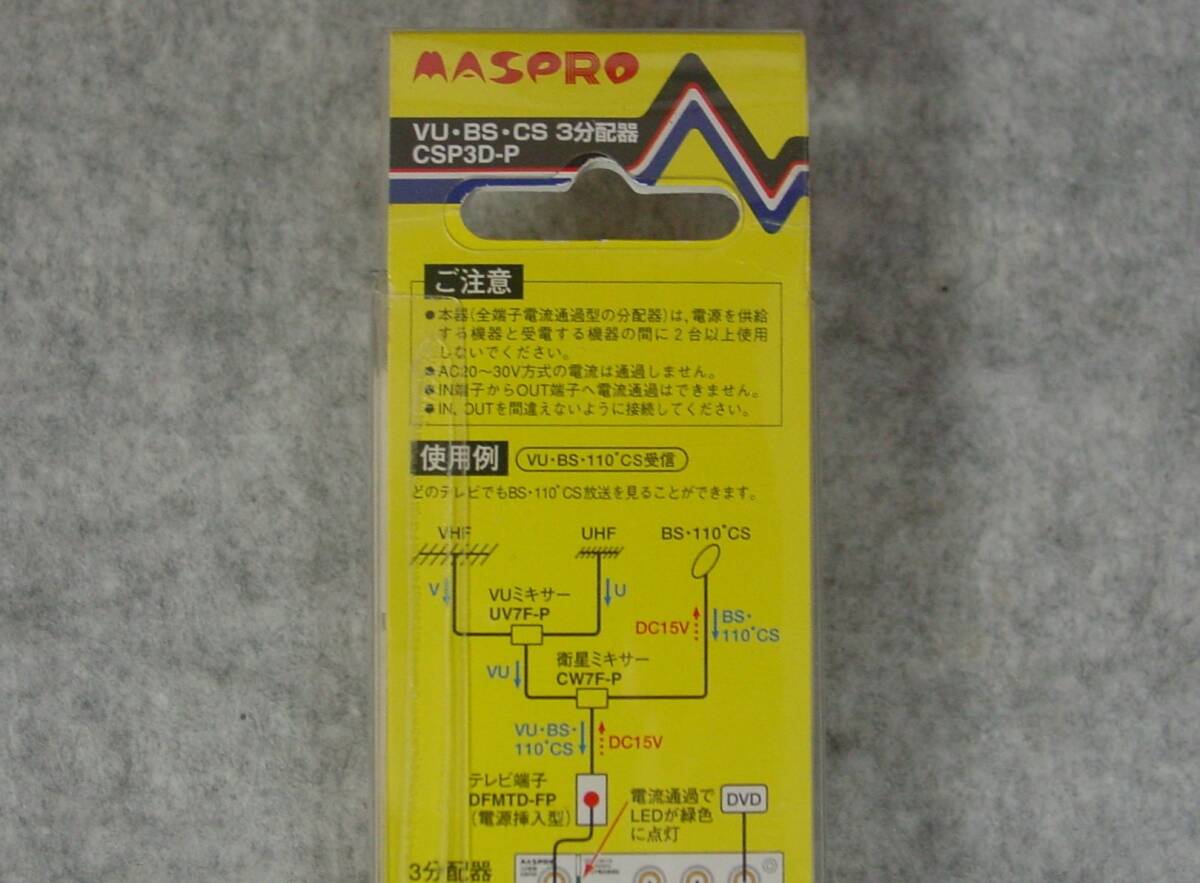 MASPRO
VU・BS・CS 3分配器
CSP3D-P
ご注意
●本器(全端子電流通過型の分配器)は、電源を供給
する機器と受電する機器の間に2台以上使用
しないでください。
●AC20〜30V方式の電流は通過しません。
●IN端子からOUT端子へ電流通過はできません。
●IN、OUTを間違えないように接続してください。
使用例 VU・BS・110°CS受信
どのテレビでもBS・110°CS放送を見ることができます。
VHF UHF BS・110°CS
V U
VUミキサー
UV7F-P
DC15V BS・
110°CS
VU
衛星ミキサー
CW7F-P
VU・BS・
110°CS
DC15V
テレビ端子
DFMTD-FP
(電源挿入型)
電流通過で
LEDが緑色
に点灯
DVD
3分配器
MASPRO